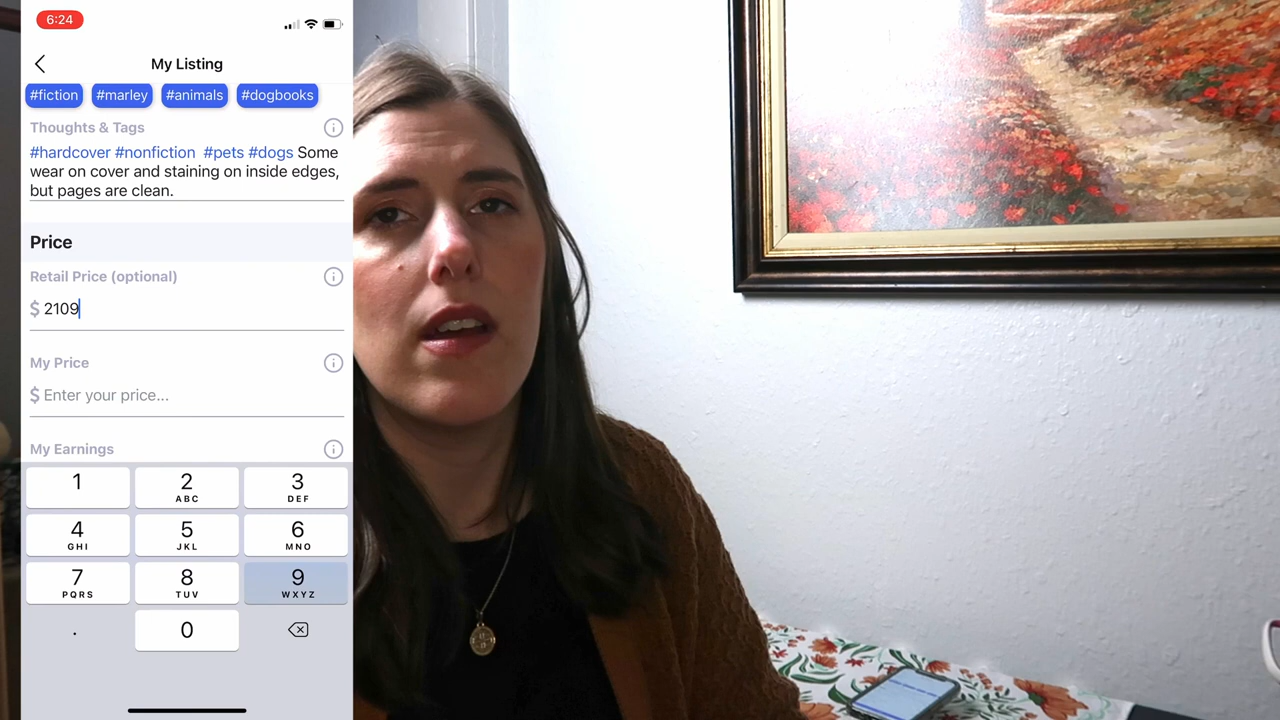 6:24
My Listing
#fiction #marley #animals #dogbooks
Thoughts & Tags
#hardcover #nonfiction #pets #dogs Some
wear on cover and staining on inside edges,
but pages are clean.
Price
Retail Price (optional)
$ 2109
My Price
$ Enter your price...
My Earnings
1 2 3
ABC DEF
4 5 6
GHI JKL MNO
7 8 9
PQRS TUV WXYZ
. 0